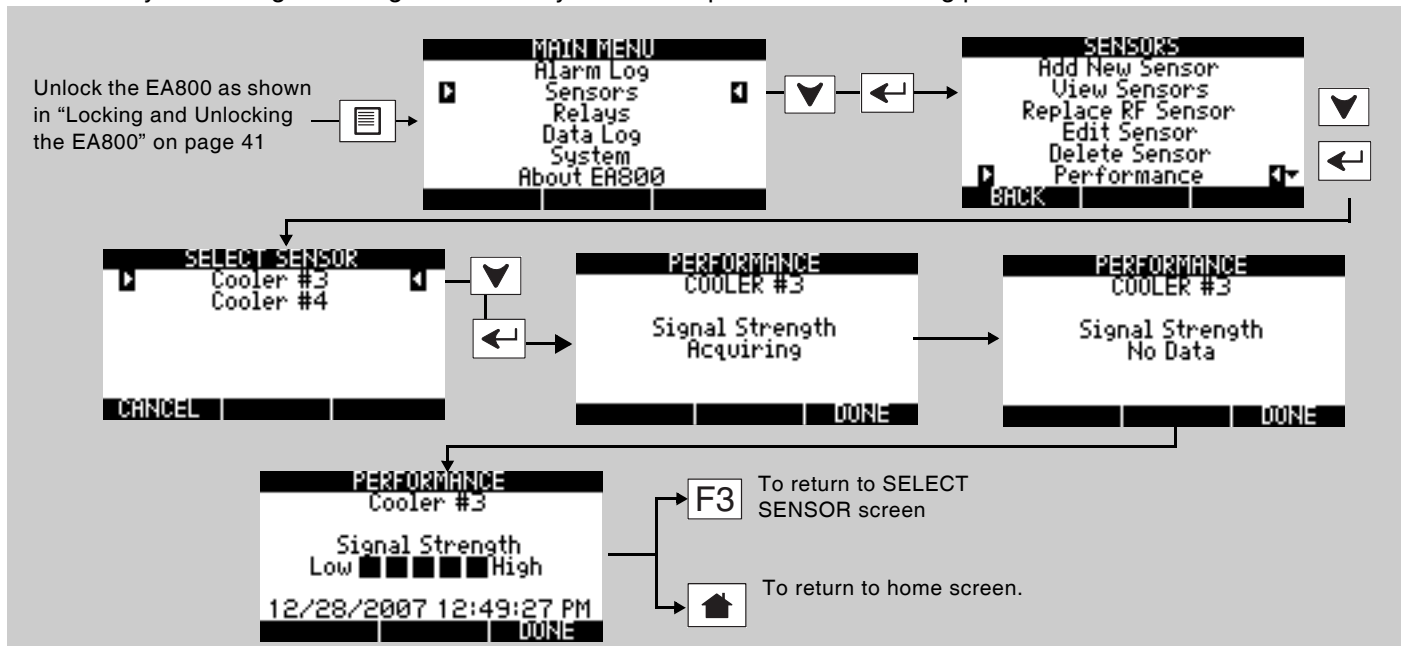 Unlock the EA800 as shown
in “Locking and Unlocking
the EA800” on page 41
MAIN MENU
Alarm Log
Sensors
Relays
Data Log
System
About EA800
SENSORS
Add New Sensor
View Sensors
Replace RF Sensor
Edit Sensor
Delete Sensor
Performance
BACK
SELECT SENSOR
Cooler #3
Cooler #4
CANCEL
PERFORMANCE
COOLER #3
Signal Strength
Acquiring
DONE
PERFORMANCE
COOLER #3
Signal Strength
No Data
DONE
PERFORMANCE
Cooler #3
Signal Strength
Low High
12/28/2007 12:49:27 PM
DONE
F3
To return to SELECT
SENSOR screen
To return to home screen.